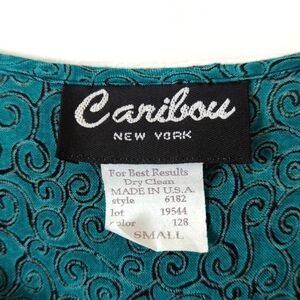 Caribou
NEW YORK
For Best Results
Dry Clean
MADE IN U.S.A.
style 6182
lot 19544
color 128
SMALL